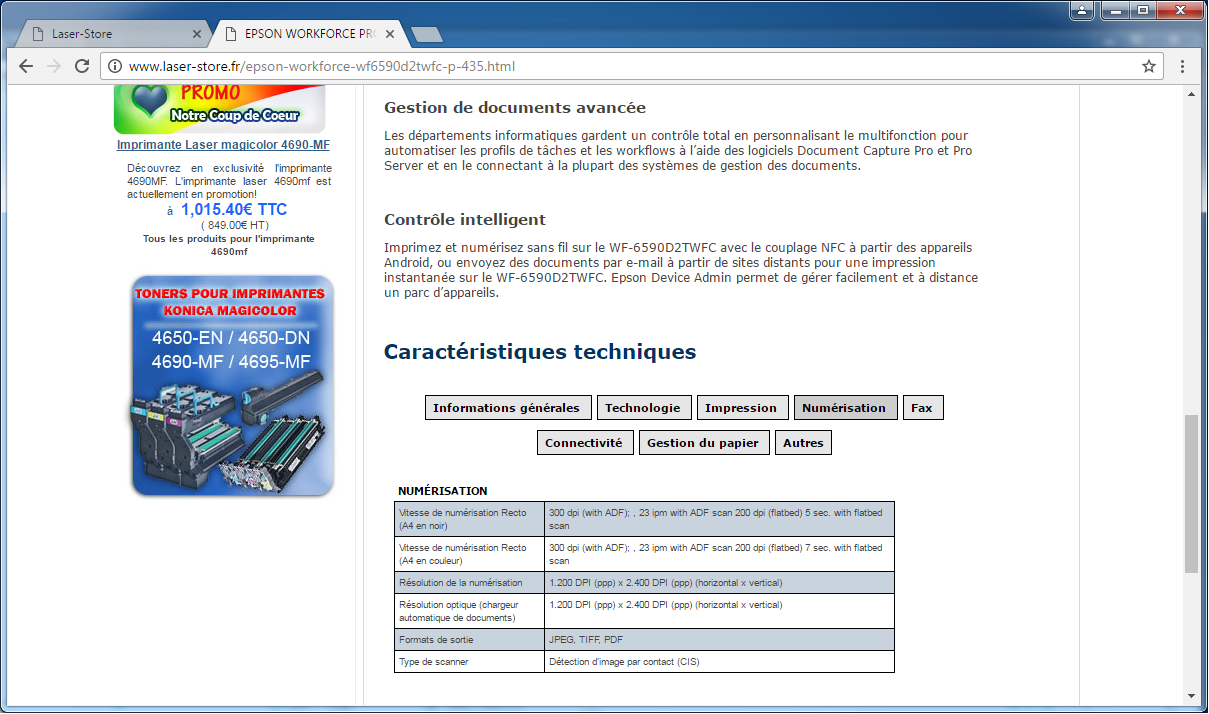 Laser-Store
EPSON WORKFORCE PRO
www.laser-store.fr/epson-workforce-wf6590d2twfc-p-435.html
PROMO
Notre Coup de Coeur
Imprimante Laser magicolor 4690-MF
Découvrez en exclusivité l'imprimante
4690MF. L'imprimante laser 4690mf est
actuellement en promotion!
à 1,015.40€ TTC
( 849.00€ HT)
Tous les produits pour l'imprimante
4690mf
TONERS POUR IMPRIMANTES
KONICA MAGICOLOR
4650-EN / 4650-DN
4690-MF / 4695-MF
Gestion de documents avancée
Les départements informatiques gardent un contrôle total en personnalisant le multifonction pour
automatiser les profils de tâches et les workflows à l’aide des logiciels Document Capture Pro et Pro
Server et en le connectant à la plupart des systèmes de gestion des documents.
Contrôle intelligent
Imprimez et numérisez sans fil sur le WF-6590D2TWFC avec le couplage NFC à partir des appareils
Android, ou envoyez des documents par e-mail à partir de sites distants pour une impression
instantanée sur le WF-6590D2TWFC. Epson Device Admin permet de gérer facilement et à distance
un parc d’appareils.
Caractéristiques techniques
Informations générales Technologie Impression Numérisation Fax
Connectivité Gestion du papier Autres
NUMÉRISATION
Vitesse de numérisation Recto (A4 en noir) 300 dpi (with ADF); , 23 ipm with ADF scan 200 dpi (flatbed) 5 sec. with flatbed scan
Vitesse de numérisation Recto (A4 en couleur) 300 dpi (with ADF); , 23 ipm with ADF scan 200 dpi (flatbed) 7 sec. with flatbed scan
Résolution de la numérisation 1.200 DPI (ppp) x 2.400 DPI (ppp) (horizontal x vertical)
Résolution optique (chargeur automatique de documents) 1.200 DPI (ppp) x 2.400 DPI (ppp) (horizontal x vertical)
Formats de sortie JPEG, TIFF, PDF
Type de scanner Détection d'image par contact (CIS)